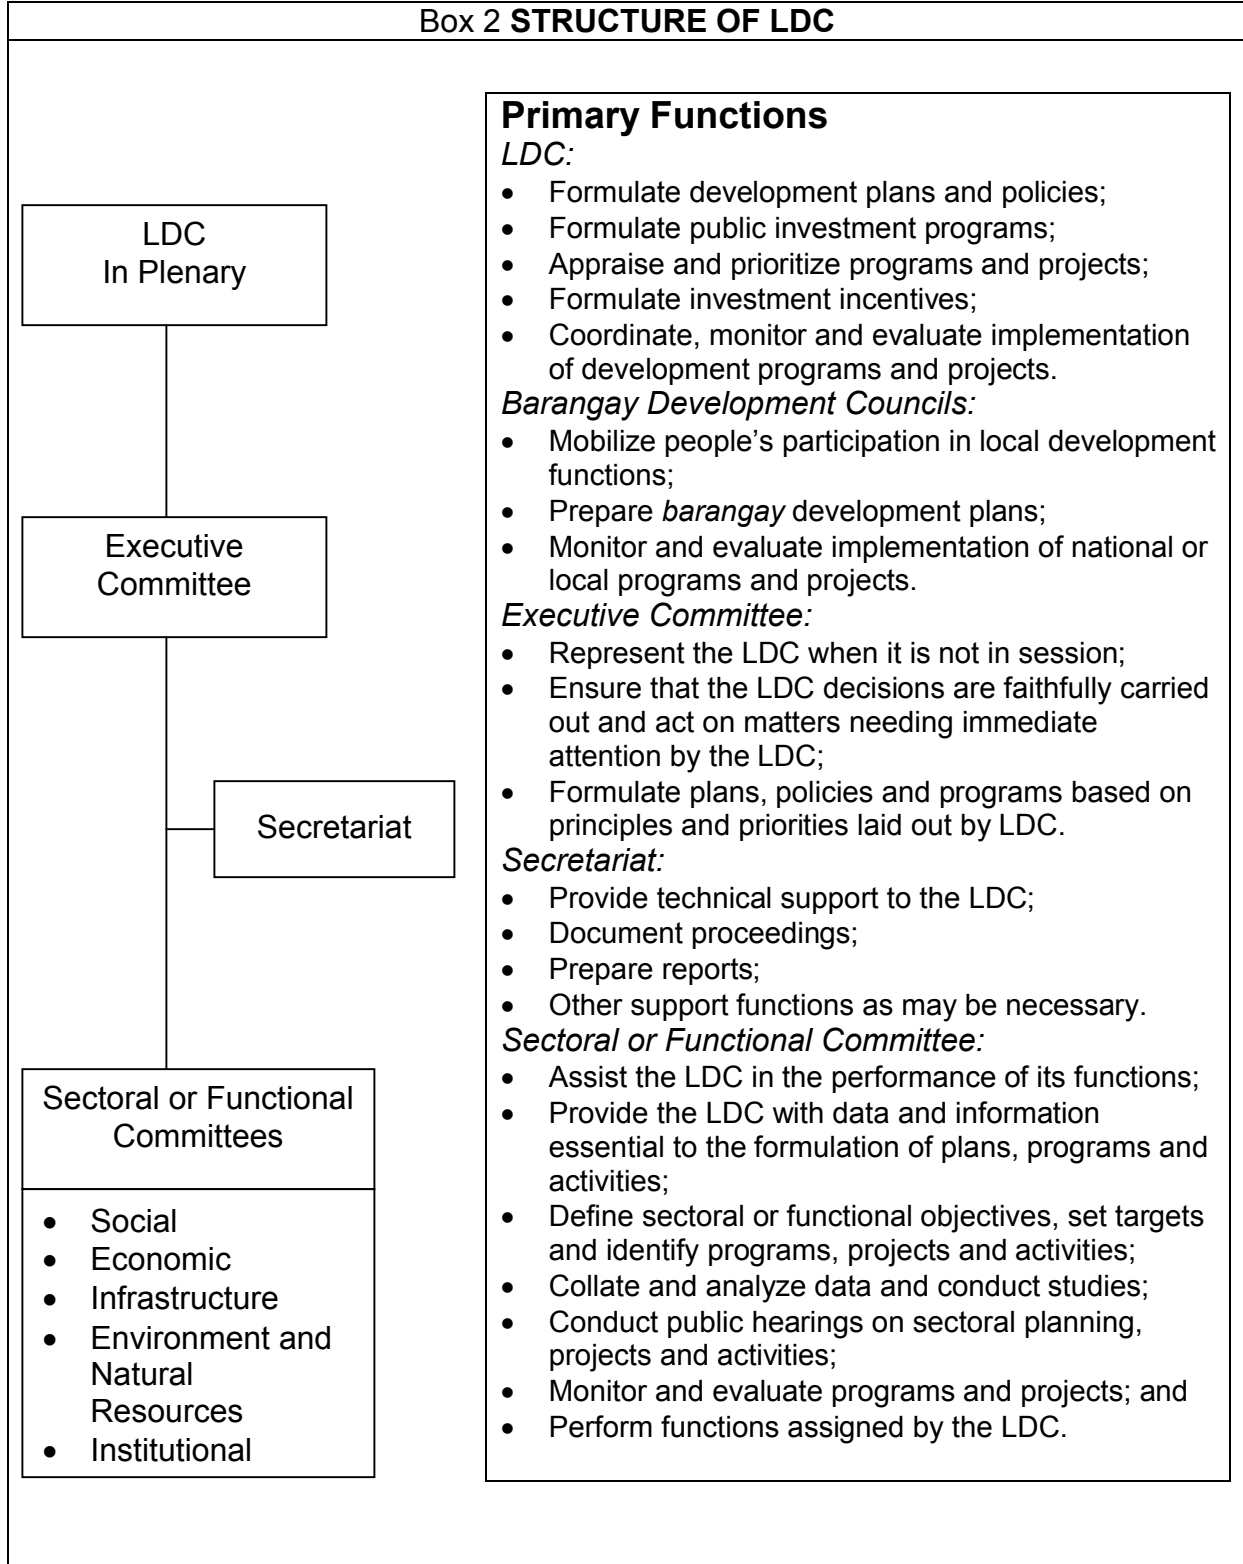 Box 2 STRUCTURE OF LDC
LDC
In Plenary
Executive
Committee
Secretariat
Sectoral or Functional
Committees
• Social
• Economic
• Infrastructure
• Environment and
Natural
Resources
• Institutional
Primary Functions
LDC:
• Formulate development plans and policies;
• Formulate public investment programs;
• Appraise and prioritize programs and projects;
• Formulate investment incentives;
• Coordinate, monitor and evaluate implementation
of development programs and projects.
Barangay Development Councils:
• Mobilize people’s participation in local development
functions;
• Prepare barangay development plans;
• Monitor and evaluate implementation of national or
local programs and projects.
Executive Committee:
• Represent the LDC when it is not in session;
• Ensure that the LDC decisions are faithfully carried
out and act on matters needing immediate
attention by the LDC;
• Formulate plans, policies and programs based on
principles and priorities laid out by LDC.
Secretariat:
• Provide technical support to the LDC;
• Document proceedings;
• Prepare reports;
• Other support functions as may be necessary.
Sectoral or Functional Committee:
• Assist the LDC in the performance of its functions;
• Provide the LDC with data and information
essential to the formulation of plans, programs and
activities;
• Define sectoral or functional objectives, set targets
and identify programs, projects and activities;
• Collate and analyze data and conduct studies;
• Conduct public hearings on sectoral planning,
projects and activities;
• Monitor and evaluate programs and projects; and
• Perform functions assigned by the LDC.